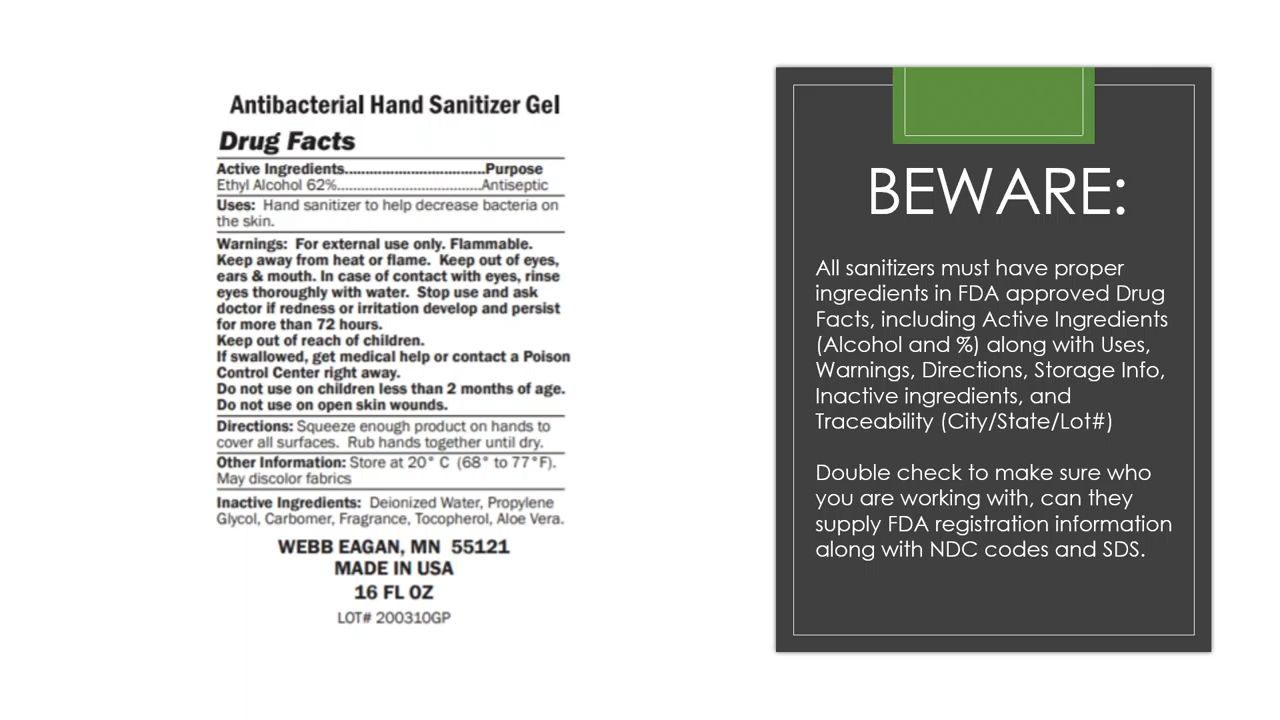 Antibacterial Hand Sanitizer Gel
Drug Facts
Active Ingredients..................................Purpose
Ethyl Alcohol 62%....................................Antiseptic
Uses: Hand sanitizer to help decrease bacteria on
the skin.
Warnings: For external use only. Flammable.
Keep away from heat or flame. Keep out of eyes,
ears & mouth. In case of contact with eyes, rinse
eyes thoroughly with water. Stop use and ask
doctor if redness or irritation develop and persist
for more than 72 hours.
Keep out of reach of children.
If swallowed, get medical help or contact a Poison
Control Center right away.
Do not use on children less than 2 months of age.
Do not use on open skin wounds.
Directions: Squeeze enough product on hands to
cover all surfaces. Rub hands together until dry.
Other Information: Store at 20° C (68° to 77°F).
May discolor fabrics
Inactive Ingredients: Deionized Water, Propylene
Glycol, Carbomer, Fragrance, Tocopherol, Aloe Vera.
WEBB EAGAN, MN 55121
MADE IN USA
16 FL OZ
LOT# 200310GP
BEWARE:
All sanitizers must have proper
ingredients in FDA approved Drug
Facts, including Active Ingredients
(Alcohol and %) along with Uses,
Warnings, Directions, Storage Info,
Inactive ingredients, and
Traceability (City/State/Lot#)
Double check to make sure who
you are working with, can they
supply FDA registration information
along with NDC codes and SDS.